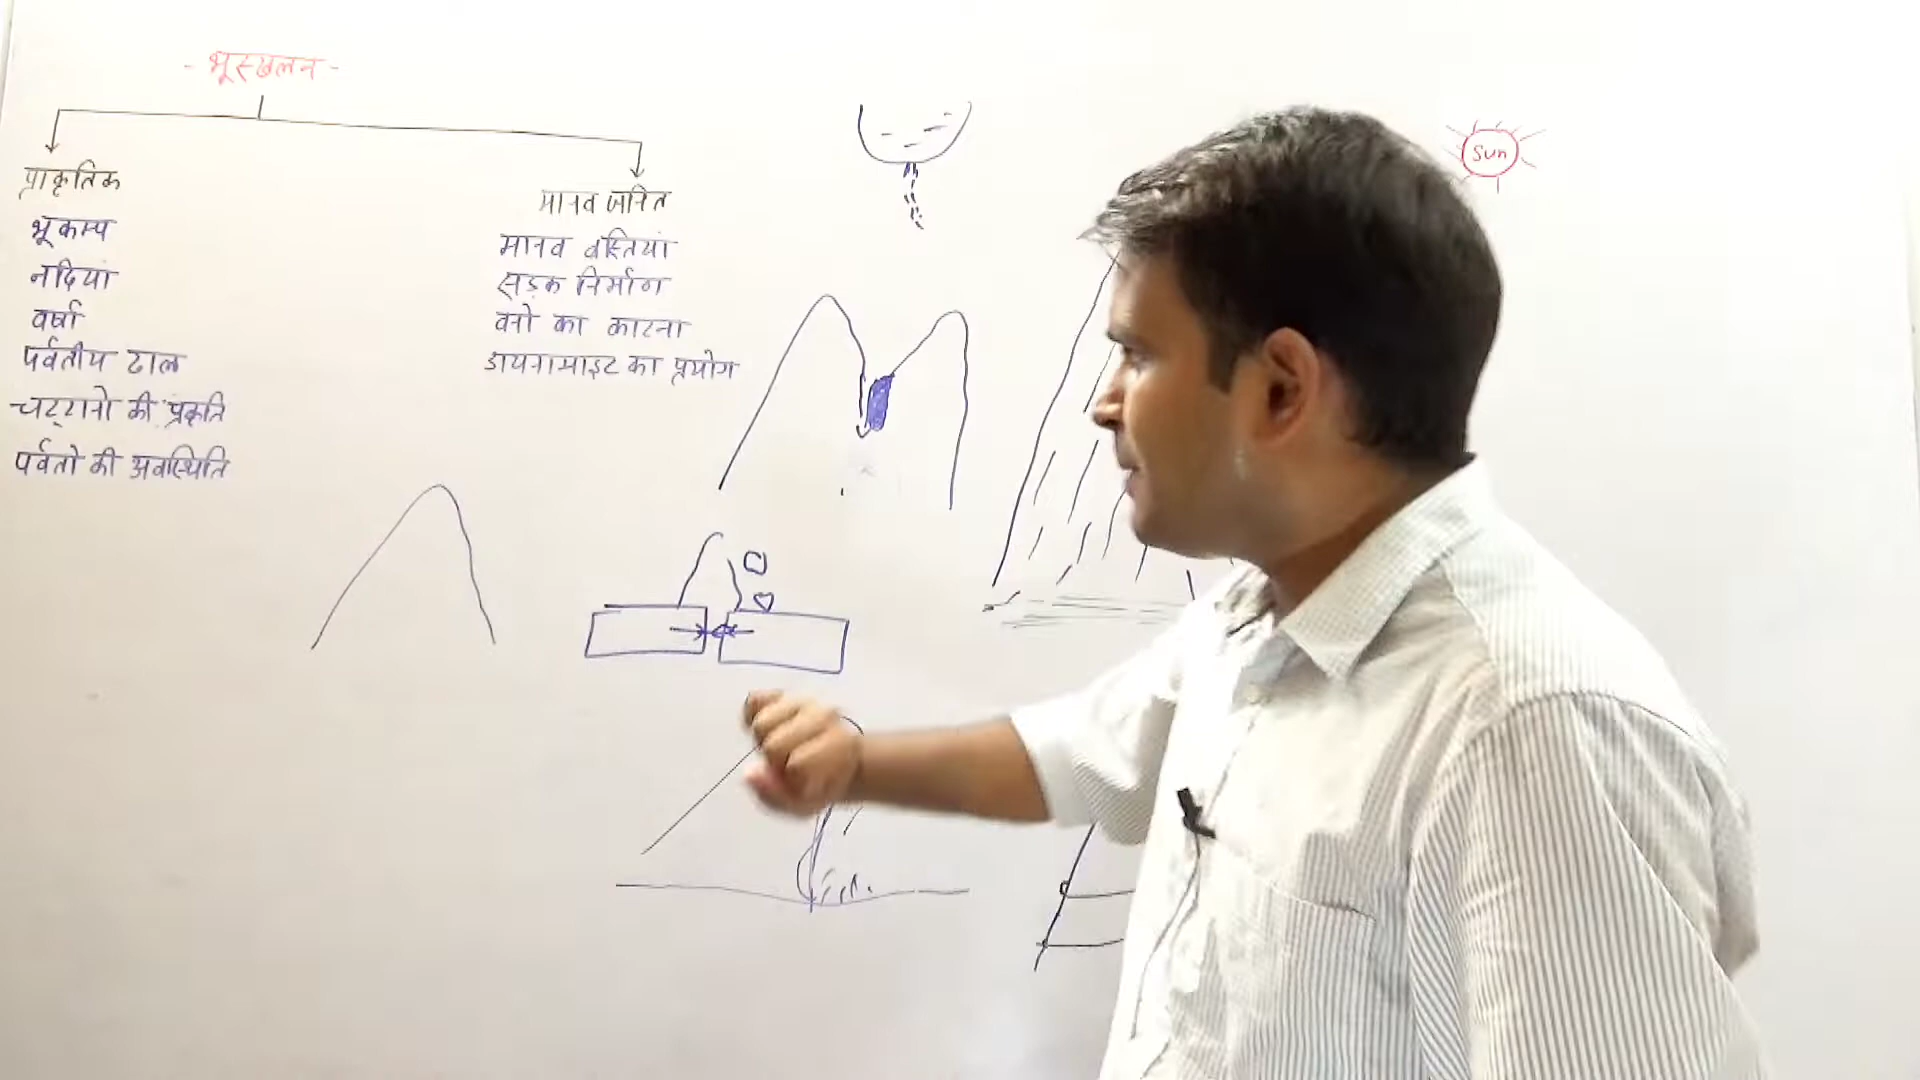 - भूस्खलन -
प्राकृतिक
भूकम्प
नदियां
वर्षा
पर्वतीय ढाल
चट्टानो की प्रकृति
पर्वतो की अवस्थिति
मानव जनित
मानव बस्तियां
सड़क निर्माण
वनो का काटना
डायनामाइट का प्रयोग
Sun